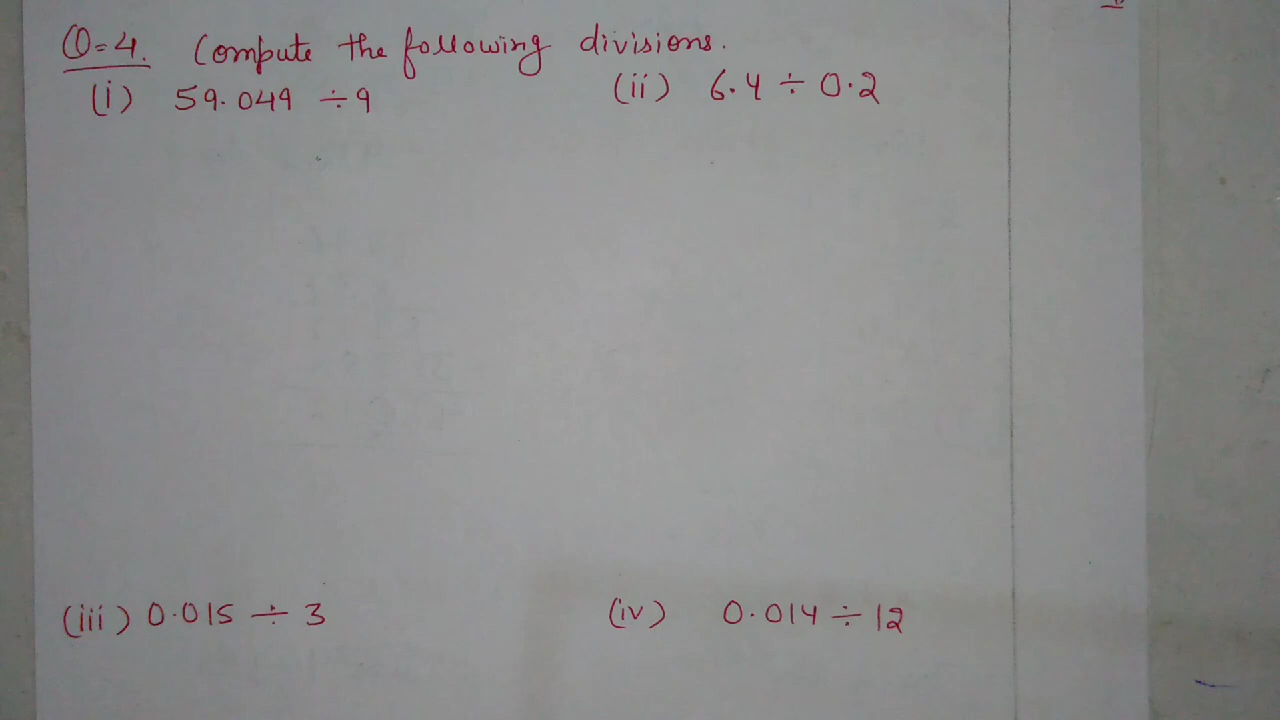 Q=4. Compute the following divisions.
(i) 59.049 ÷ 9 (ii) 6.4 ÷ 0.2
(iii) 0.015 ÷ 3 (iv) 0.014 ÷ 12